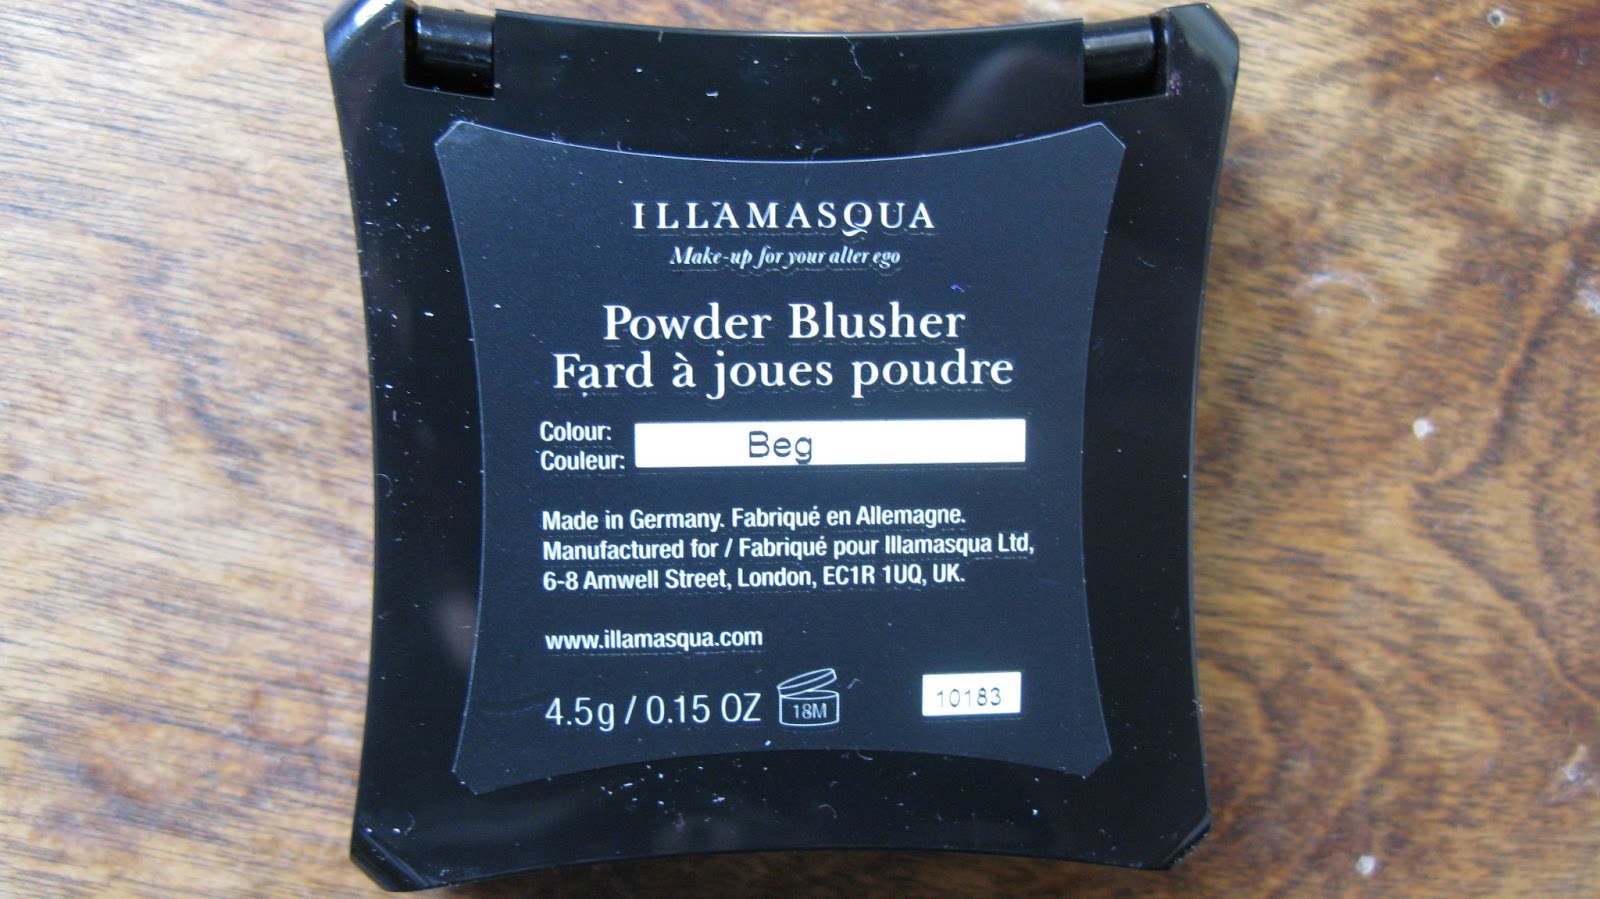 ILLAMASQUA
Make-up for your alter ego
Powder Blusher
Fard à joues poudre
Colour: Beg
Couleur:
Made in Germany. Fabriqué en Allemagne.
Manufactured for / Fabriqué pour Illamasqua Ltd,
6-8 Amwell Street, London, EC1R 1UQ, UK.
www.illamasqua.com
4.5g / 0.15 OZ 18M 10183